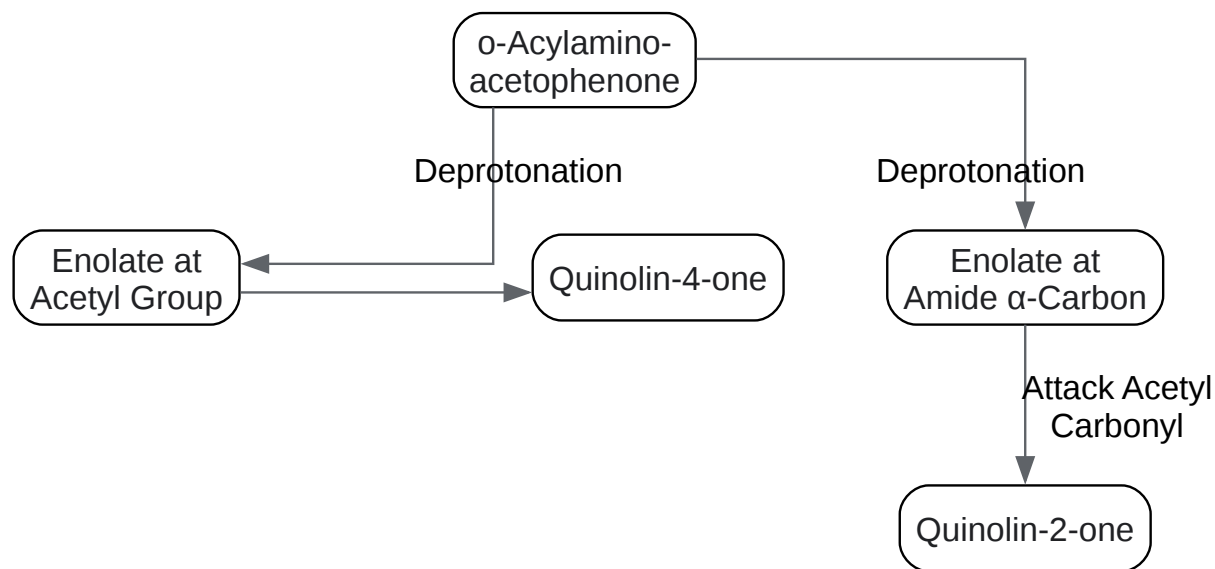 o-Acylamino-
acetophenone
Deprotonation
Deprotonation
Enolate at
Acetyl Group
Quinolin-4-one
Enolate at
Amide α-Carbon
Attack Acetyl
Carbonyl
Quinolin-2-one